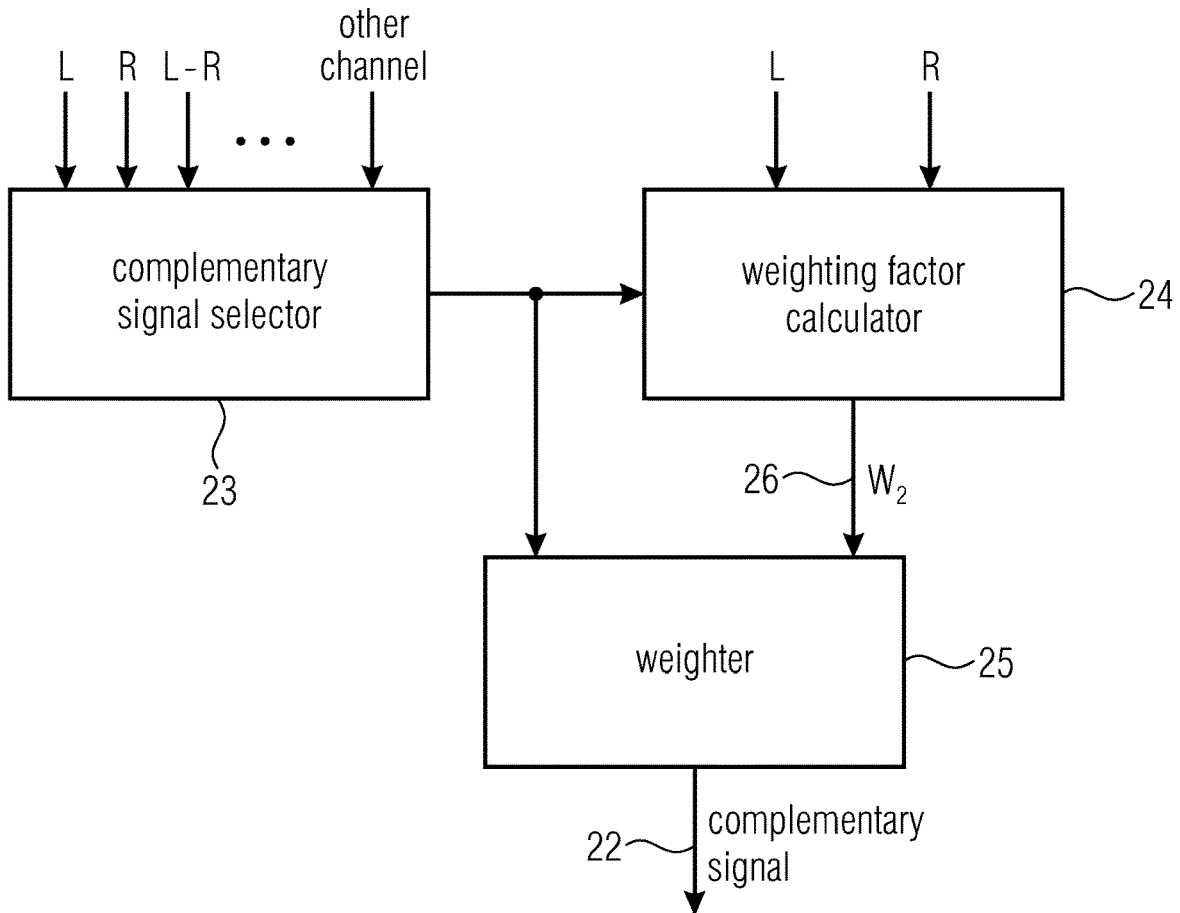 other
L R L-R channel L R
complementary
signal selector
weighting factor
calculator
24
23
26 W₂
weighter
25
22
complementary
signal